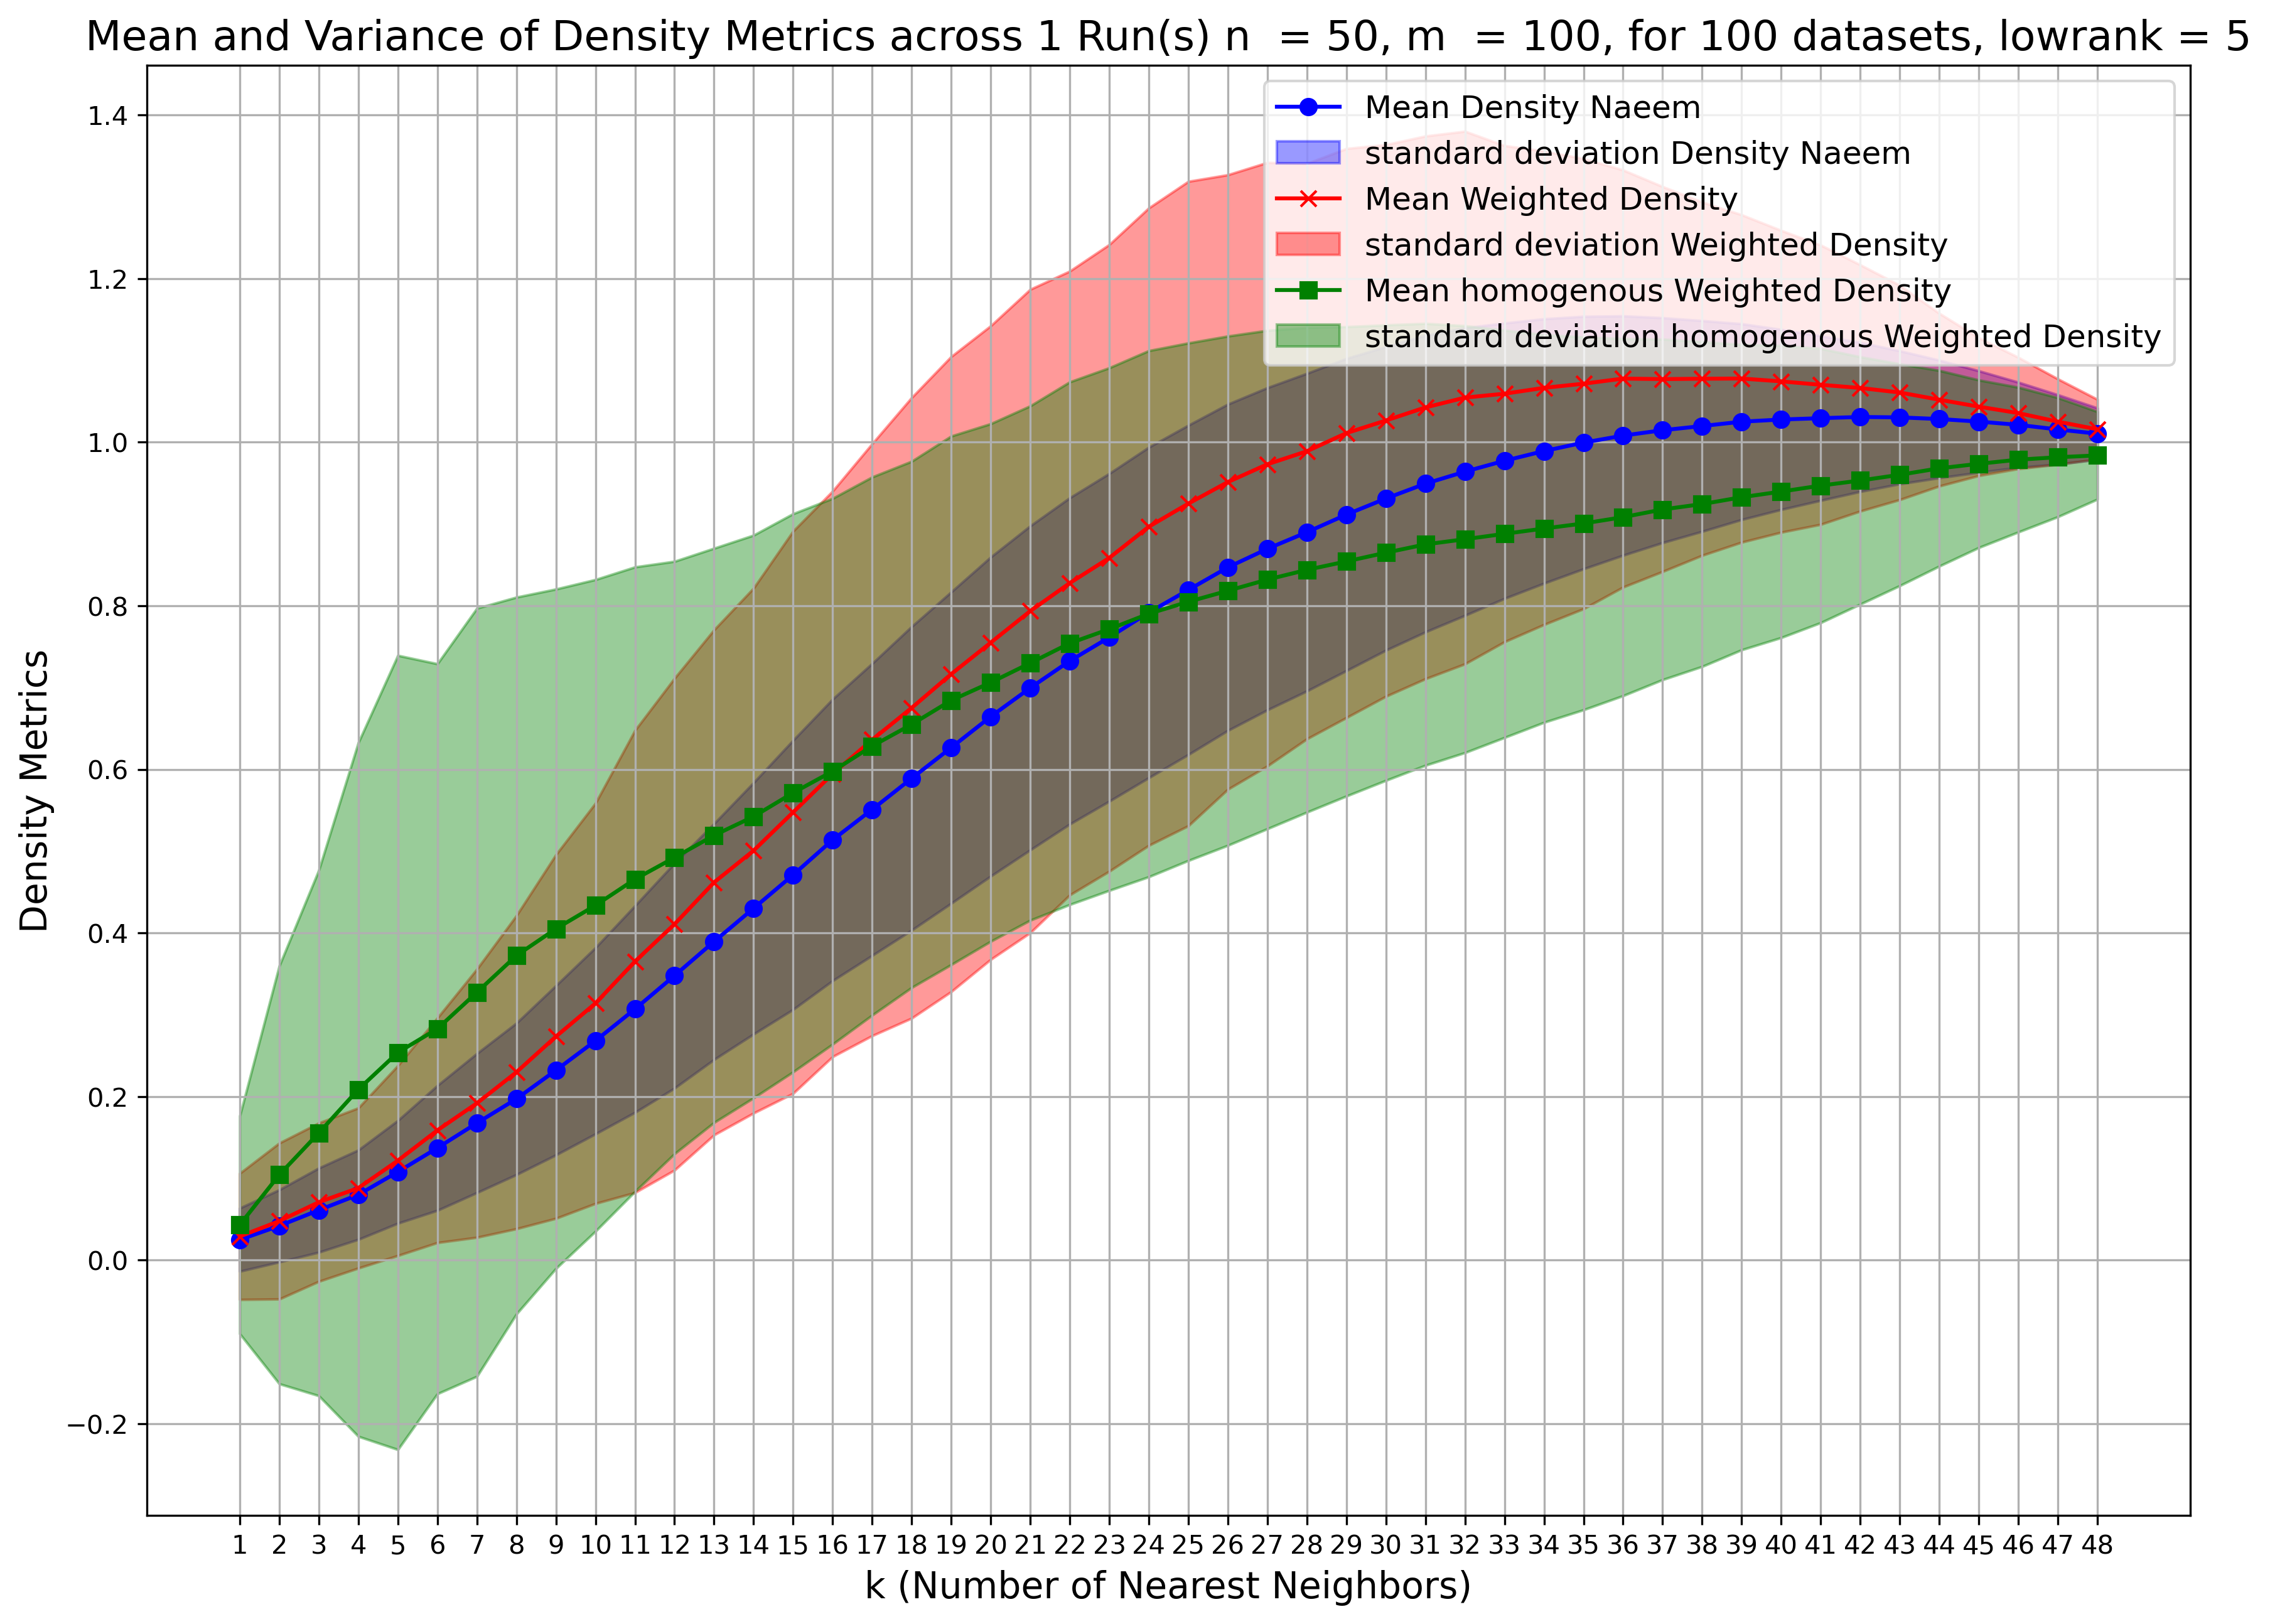 Mean and Variance of Density Metrics across 1 Run(s) n  = 50, m  = 100, for 100 datasets, lowrank = 5
Mean Density Naeem
standard deviation Density Naeem
Mean Weighted Density
standard deviation Weighted Density
Mean homogenous Weighted Density
standard deviation homogenous Weighted Density
Density Metrics
1.4
1.2
1.0
0.8
0.6
0.4
0.2
0.0
−0.2
1 2 3 4 5 6 7 8 9 10 11 12 13 14 15 16 17 18 19 20 21 22 23 24 25 26 27 28 29 30 31 32 33 34 35 36 37 38 39 40 41 42 43 44 45 46 47 48
k (Number of Nearest Neighbors)